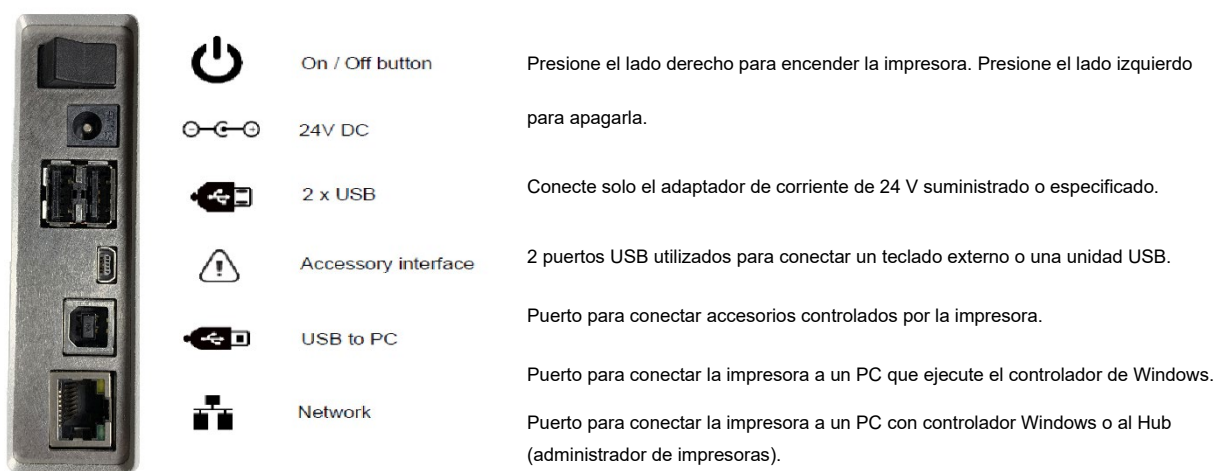 On / Off button
Presione el lado derecho para encender la impresora. Presione el lado izquierdo
para apagarla.
24V DC
Conecte solo el adaptador de corriente de 24 V suministrado o especificado.
2 x USB
2 puertos USB utilizados para conectar un teclado externo o una unidad USB.
Accessory interface
Puerto para conectar accesorios controlados por la impresora.
USB to PC
Puerto para conectar la impresora a un PC que ejecute el controlador de Windows.
Network
Puerto para conectar la impresora a un PC con controlador Windows o al Hub
(administrador de impresoras).